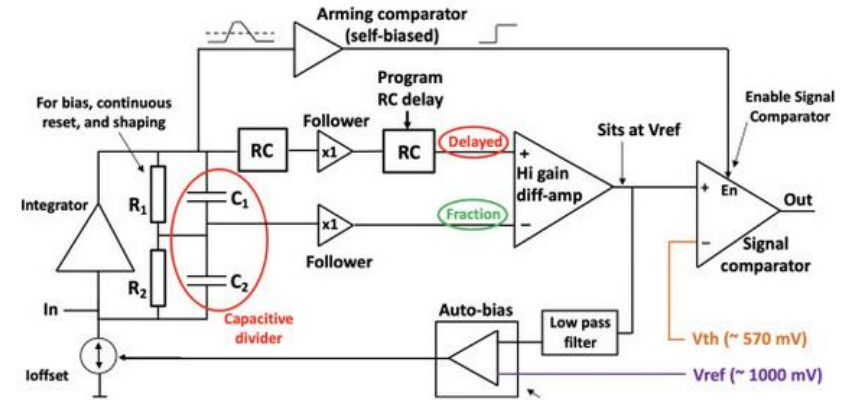 Arming comparator
(self-biased)
Program
RC delay
For bias, continuous
reset, and shaping
Follower
Enable Signal
Comparator
Sits at Vref
RC
x1
RC
Delayed
+
Hi gain
diff-amp
+
En
Out
Integrator
R1
C1
Fraction
x1
−
−
Signal
comparator
Follower
R2
C2
In
Capacitive
divider
Auto-bias
Low pass
filter
Vth (~ 570 mV)
Ioffset
Vref (~ 1000 mV)